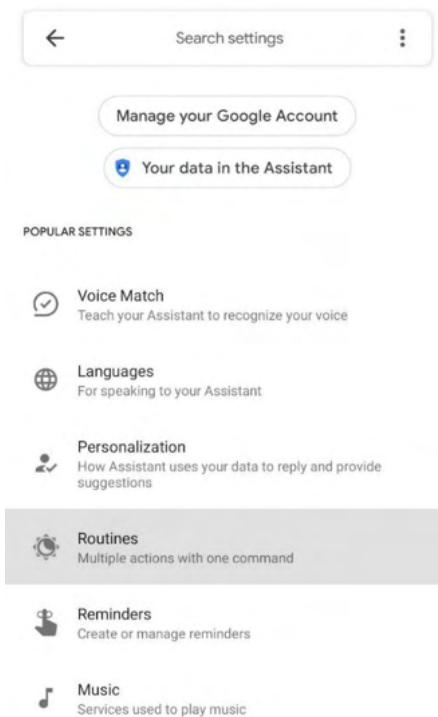 Search settings
Manage your Google Account
Your data in the Assistant
POPULAR SETTINGS
Voice Match
Teach your Assistant to recognize your voice
Languages
For speaking to your Assistant
Personalization
How Assistant uses your data to reply and provide
suggestions
Routines
Multiple actions with one command
Reminders
Create or manage reminders
Music
Services used to play music